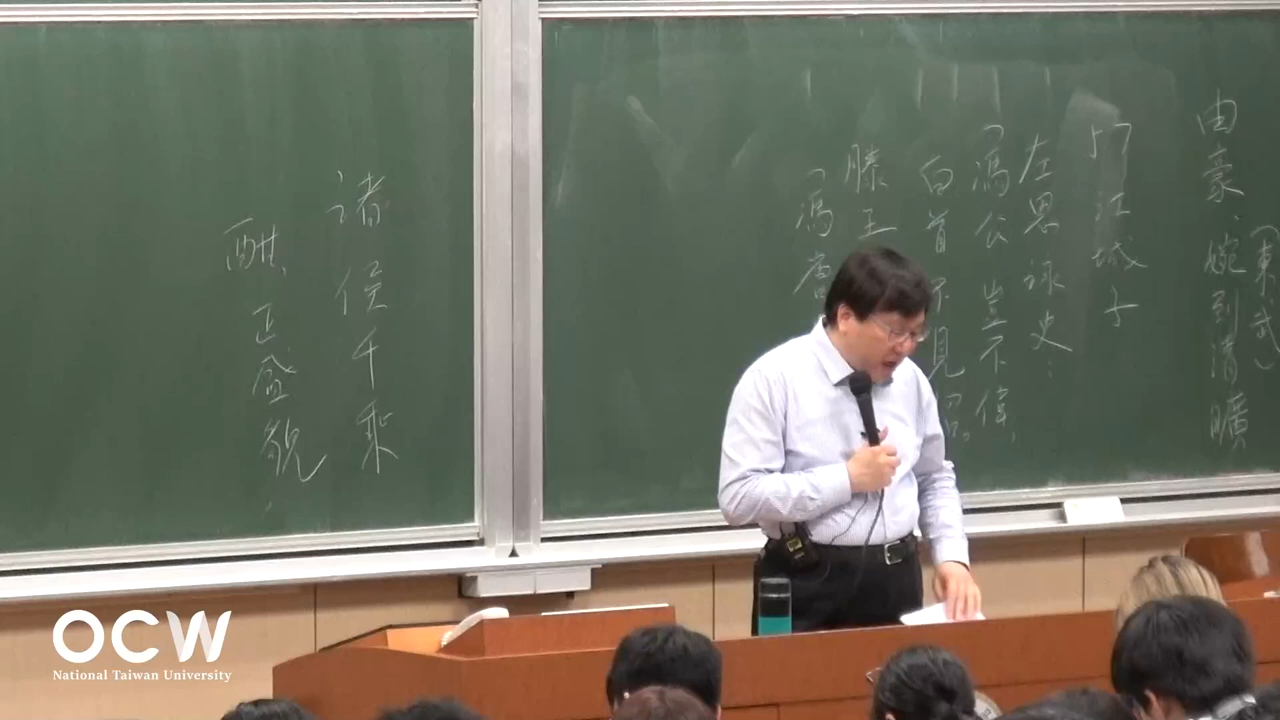 (東武)
由豪、婉到清曠
江城子
左思詠史：
「馮公豈不偉，
白首不見招。
滕王
「馮唐
諸侯千乘
酣，正盛貌．
OCW
National Taiwan University